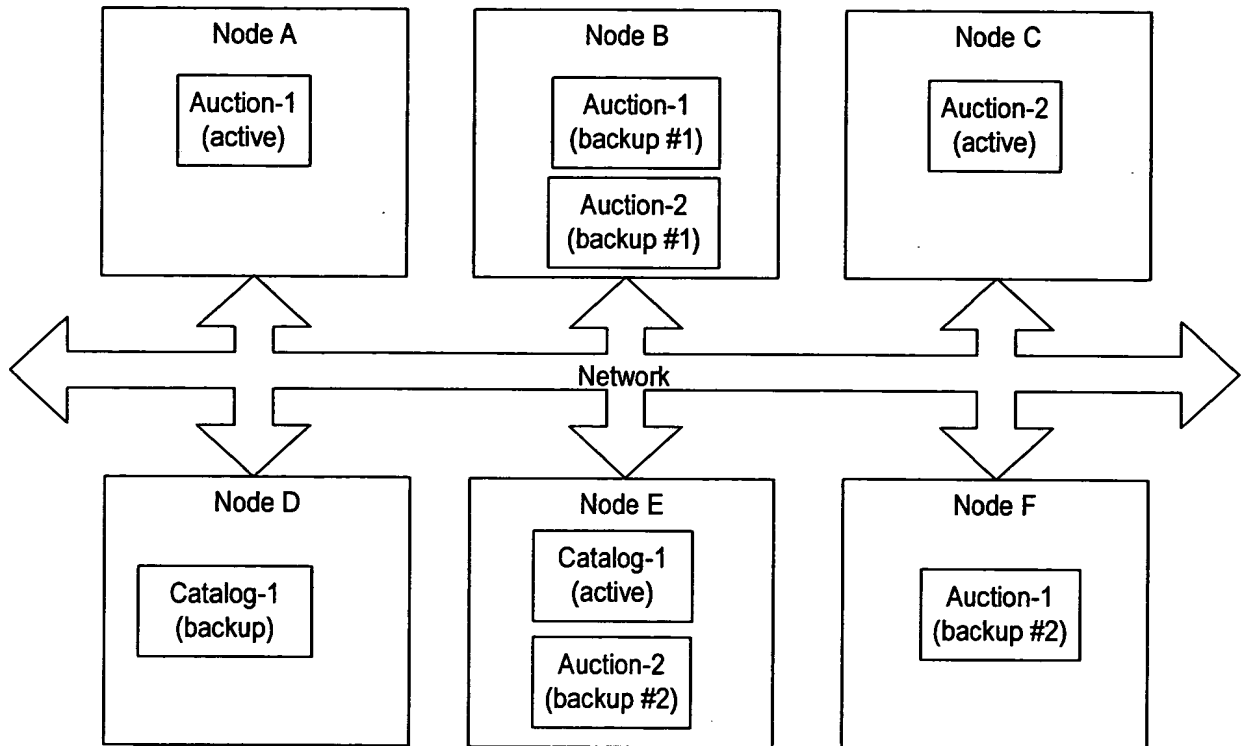 Node A
Auction-1
(active)
Node B
Auction-1
(backup #1)
Auction-2
(backup #1)
Node C
Auction-2
(active)
Network
Node D
Catalog-1
(backup)
Node E
Catalog-1
(active)
Auction-2
(backup #2)
Node F
Auction-1
(backup #2)